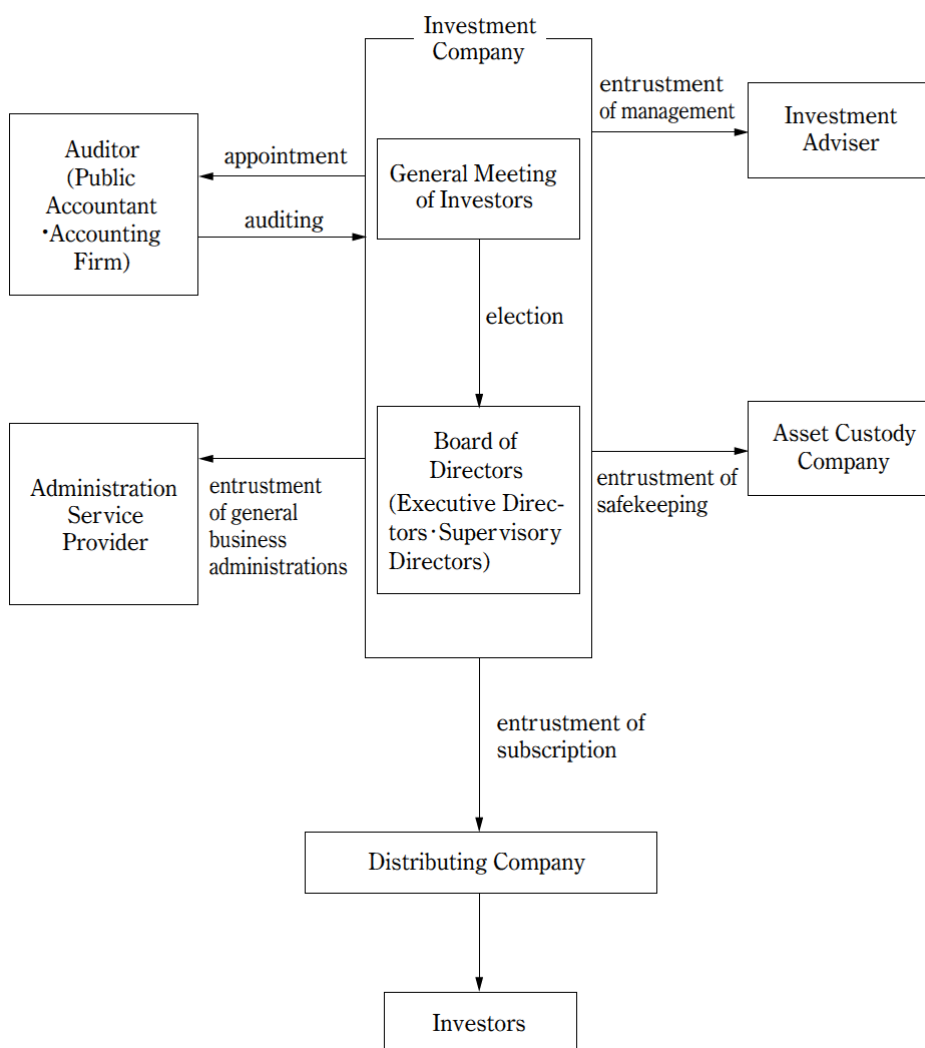 Investment
Company
entrustment
of management
Investment
Adviser
Auditor
(Public
Accountant
・Accounting
Firm)
appointment
auditing
General Meeting
of Investors
election
Administration
Service
Provider
entrustment
of general
business
administrations
Board of
Directors
(Executive Direc-
tors・Supervisory
Directors)
entrustment of
safekeeping
Asset Custody
Company
entrustment of
subscription
Distributing Company
Investors